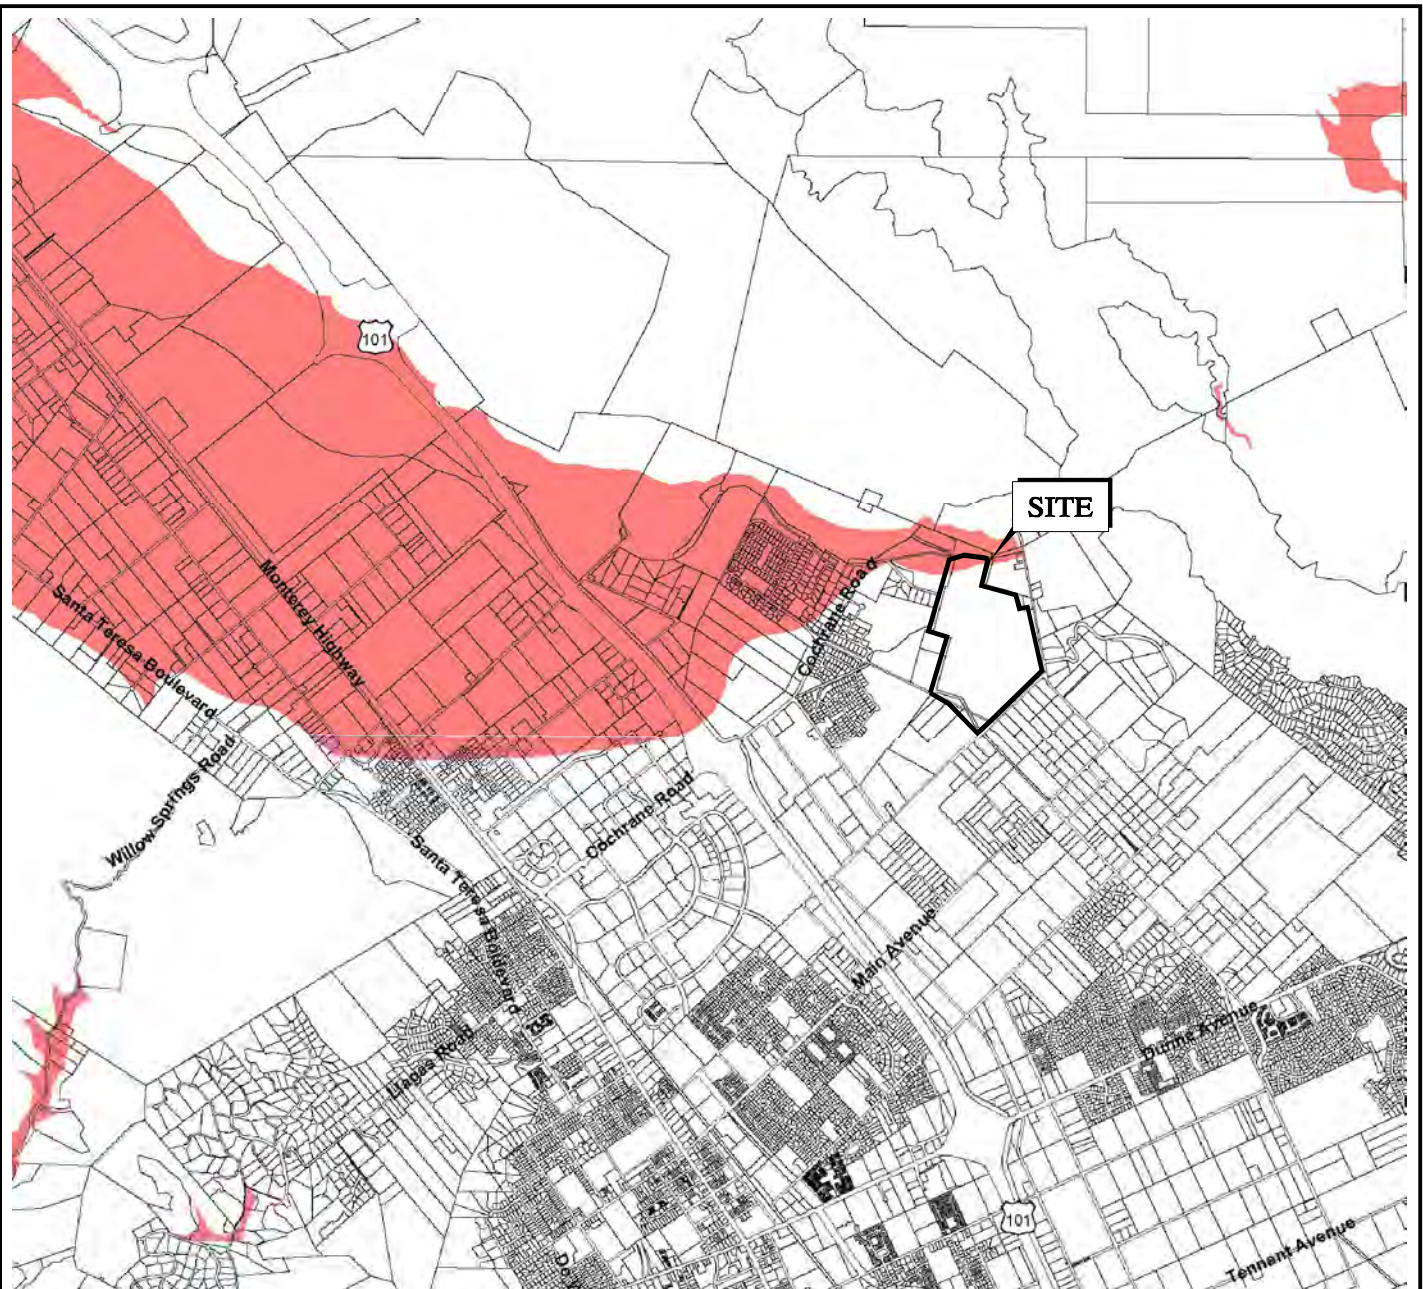 101
SITE
Cochrane Road
Monterey Highway
Santa Teresa Boulevard
Willow Springs Road
Cochrane Road
Santa Teresa Boulevard
Main Avenue
Llagas Road
Dunne Avenue
101
Tennant Avenue